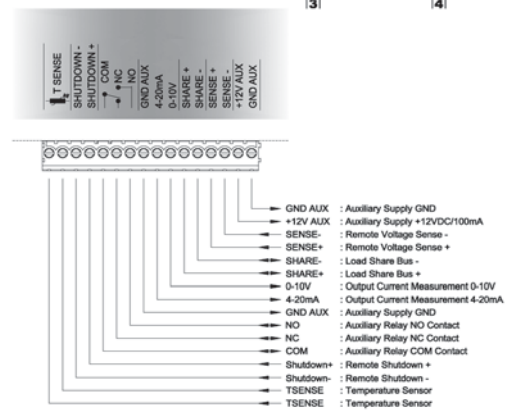 3 4
T SENSE
SHUTDOWN -
SHUTDOWN +
COM
NC
NO
GND AUX
4-20mA
0-10V
SHARE +
SHARE -
SENSE +
SENSE -
+12V AUX
GND AUX
GND AUX : Auxiliary Supply GND
+12V AUX : Auxiliary Supply +12VDC/100mA
SENSE- : Remote Voltage Sense -
SENSE+ : Remote Voltage Sense +
SHARE- : Load Share Bus -
SHARE+ : Load Share Bus +
0-10V : Output Current Measurement 0-10V
4-20mA : Output Current Measurement 4-20mA
GND AUX : Auxiliary Supply GND
NO : Auxiliary Relay NO Contact
NC : Auxiliary Relay NC Contact
COM : Auxiliary Relay COM Contact
Shutdown+ : Remote Shutdown +
Shutdown- : Remote Shutdown -
TSENSE : Temperature Sensor
TSENSE : Temperature Sensor